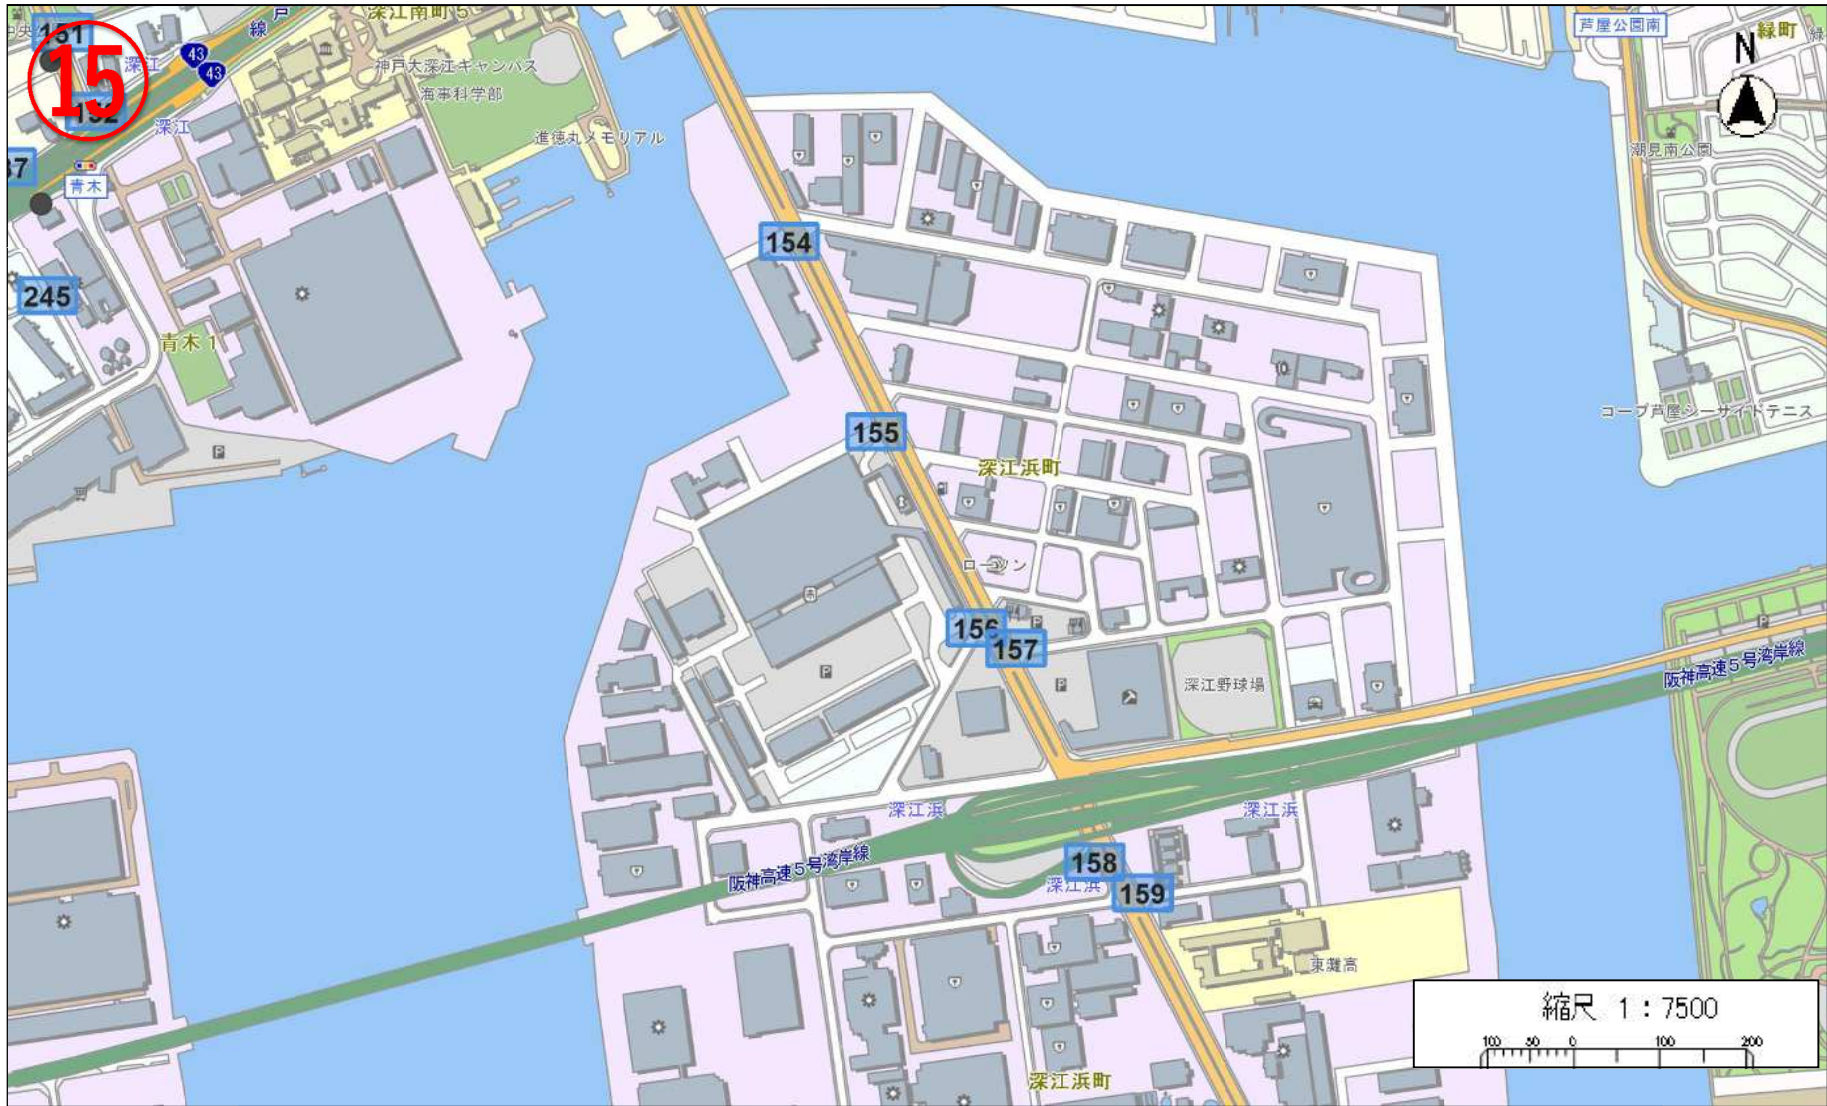 深江南町5
戸
線
芦屋公園南
緑町
151
15
深江
43
43
神戸大深江キャンパス
海事科学部
N
152
深江
進徳丸メモリアル
潮見南公園
37
青木
154
245
青木1
コープ芦屋シーサイドテニス
155
深江浜町
ローソン
156
157
阪神高速5号湾岸線
深江野球場
深江浜
深江浜
阪神高速5号湾岸線
158
深江浜
159
東灘高
縮尺 1:7500
100 50 0 100 200
深江浜町